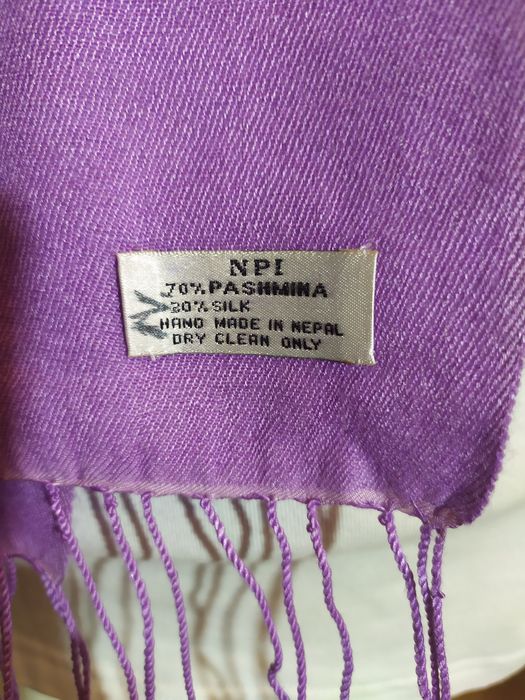 NPI
70% PASHMINA
30% SILK
HAND MADE IN NEPAL
DRY CLEAN ONLY